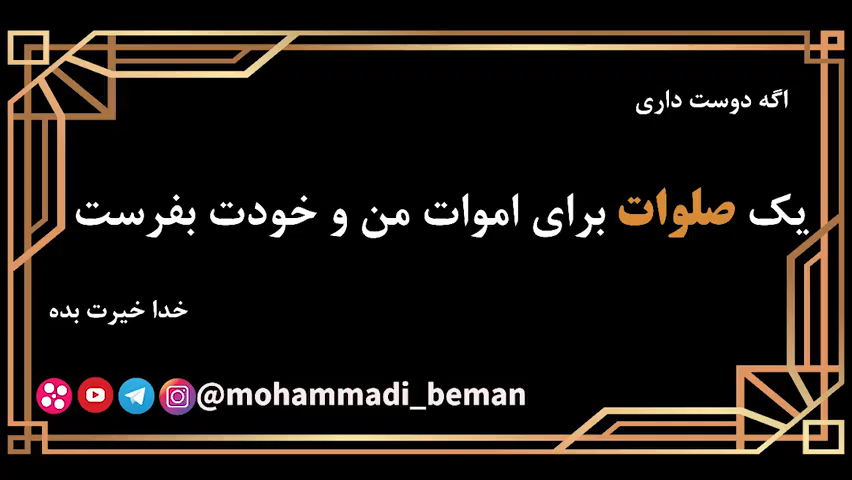 اگه دوست داری
یک صلوات برای اموات من و خودت بفرست
خدا خیرت بده
@mohammadi_beman